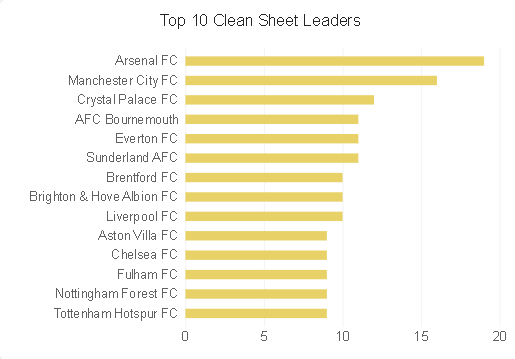 Top 10 Clean Sheet Leaders
Arsenal FC
Manchester City FC
Crystal Palace FC
AFC Bournemouth
Everton FC
Sunderland AFC
Brentford FC
Brighton & Hove Albion FC
Liverpool FC
Aston Villa FC
Chelsea FC
Fulham FC
Nottingham Forest FC
Tottenham Hotspur FC
0 5 10 15 20